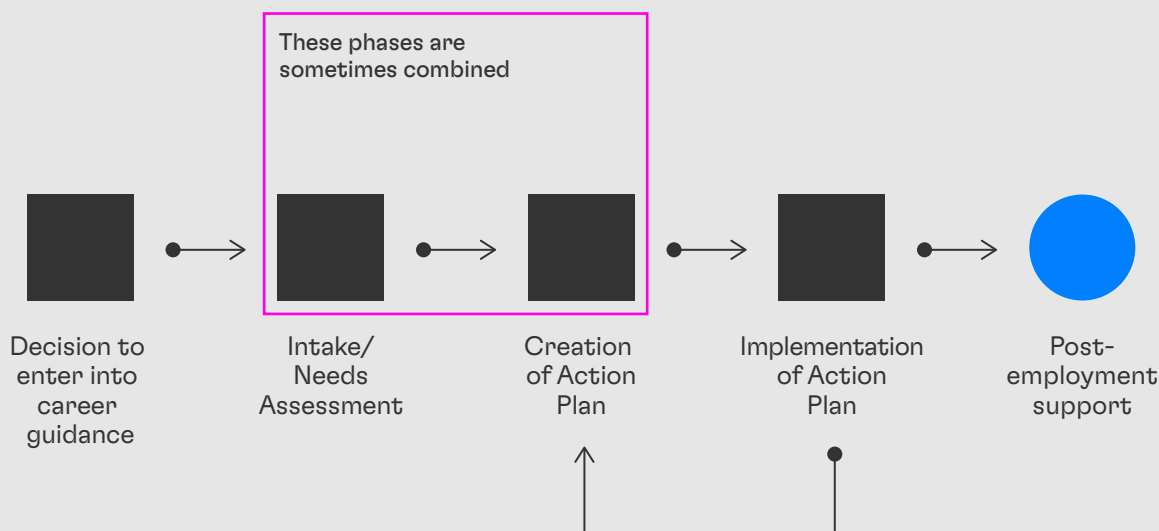 These phases are
sometimes combined
Decision to
enter into
career
guidance
Intake/
Needs
Assessment
Creation
of Action
Plan
Implementation
of Action
Plan
Post-
employment
support